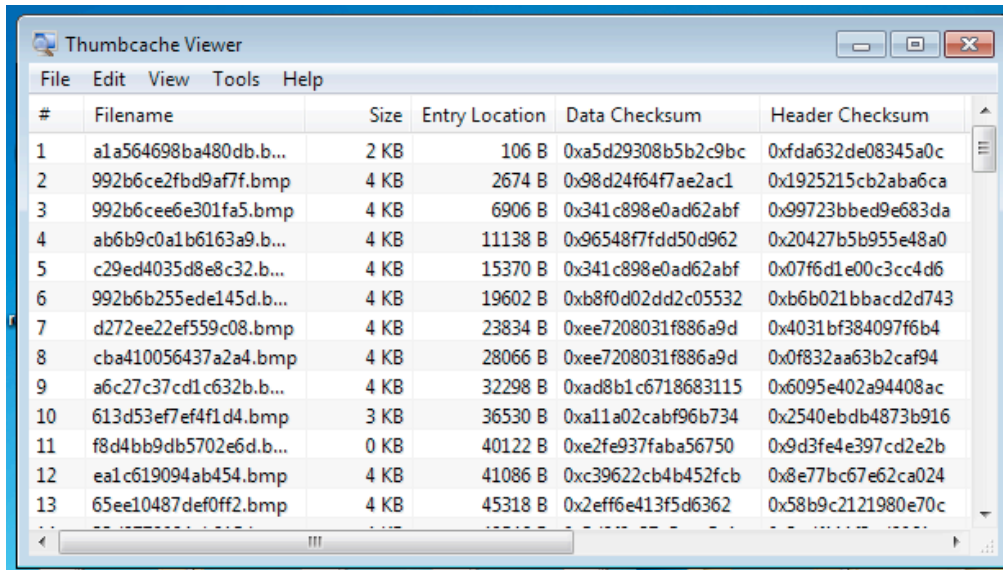 Thumbcache Viewer
File Edit View Tools Help
# Filename Size Entry Location Data Checksum Header Checksum
1 a1a564698ba480db.b... 2 KB 106 B 0xa5d29308b5b2c9bc 0xfda632de08345a0c
2 992b6ce2fbd9af7f.bmp 4 KB 2674 B 0x98d24f64f7ae2ac1 0x1925215cb2aba6ca
3 992b6cee6e301fa5.bmp 4 KB 6906 B 0x341c898e0ad62abf 0x99723bbed9e683da
4 ab6b9c0a1b6163a9.b... 4 KB 11138 B 0x96548f7fdd50d962 0x20427b5b955e48a0
5 c29ed4035d8e8c32.b... 4 KB 15370 B 0x341c898e0ad62abf 0x07f6d1e00c3cc4d6
6 992b6b255ede145d.b... 4 KB 19602 B 0xb8f0d02dd2c05532 0xb6b021bbacd2d743
7 d272ee22ef559c08.bmp 4 KB 23834 B 0xee7208031f886a9d 0x4031bf384097f6b4
8 cba410056437a2a4.bmp 4 KB 28066 B 0xee7208031f886a9d 0x0f832aa63b2caf94
9 a6c27c37cd1c632b.b... 4 KB 32298 B 0xad8b1c6718683115 0x6095e402a94408ac
10 613d53ef7ef4f1d4.bmp 3 KB 36530 B 0xa11a02cabf96b734 0x2540ebdb4873b916
11 f8d4bb9db5702e6d.b... 0 KB 40122 B 0xe2fe937faba56750 0x9d3fe4e397cd2e2b
12 ea1c619094ab454.bmp 4 KB 41086 B 0xc39622cb4b452fcb 0x8e77bc67e62ca024
13 65ee10487def0ff2.bmp 4 KB 45318 B 0x2eff6e413f5d6362 0x58b9c2121980e70c